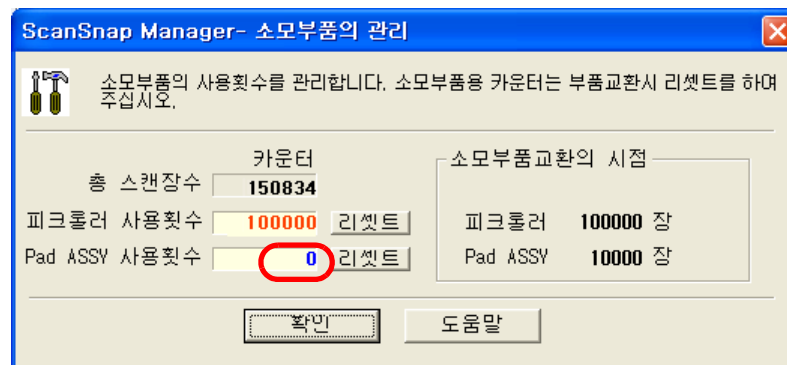 ScanSnap Manager- 소모부품의 관리
소모부품의 사용횟수를 관리합니다. 소모부품용 카운터는 부품교환시 리셋트를 하여
주십시오.
카운터
소모부품교환의 시점
총 스캔장수 150834
피크롤러 사용횟수 100000 리셋트
피크롤러 100000 장
Pad ASSY 사용횟수 0 리셋트
Pad ASSY 10000 장
확인
도움말